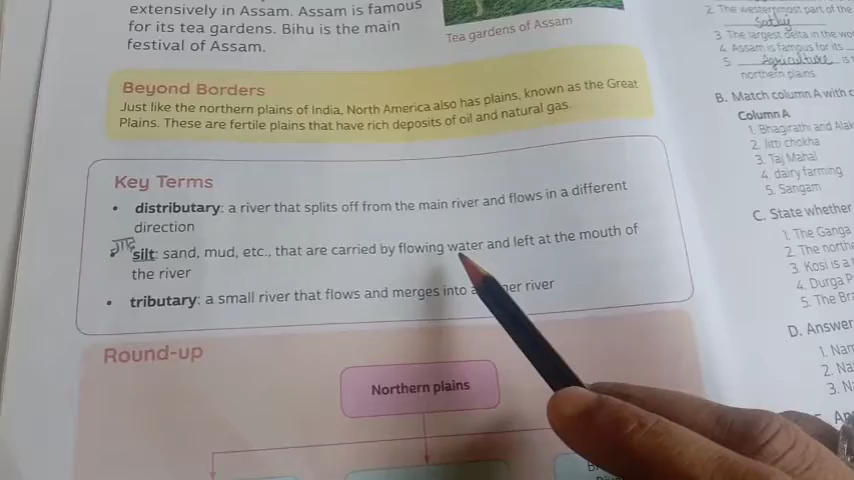 extensively in Assam. Assam is famous
for its tea gardens. Bihu is the main
festival of Assam.
Tea gardens of Assam
Beyond Borders
Just like the northern plains of India, North America also has plains, known as the Great
Plains. These are fertile plains that have rich deposits of oil and natural gas.
Key Terms
• distributary: a river that splits off from the main river and flows in a different
direction
silt: sand, mud, etc., that are carried by flowing water and left at the mouth of
the river
• tributary: a small river that flows and merges into river
Round-up
Northern plains
2. The westernmost part of the
3. The largest delta in the
4. Assam is famous for its
5. Agriculture is
northern plains.
B. Match column A with
Column A
1. Bhagirathi and
2. litti chokha
3. Taj Mahal
4. dairy farming
5. Sangam
C. State whether
1. The Ganga
2. The
3. Kosi is a
4. Durga
5. The
D. Answer
1.
2.
3.